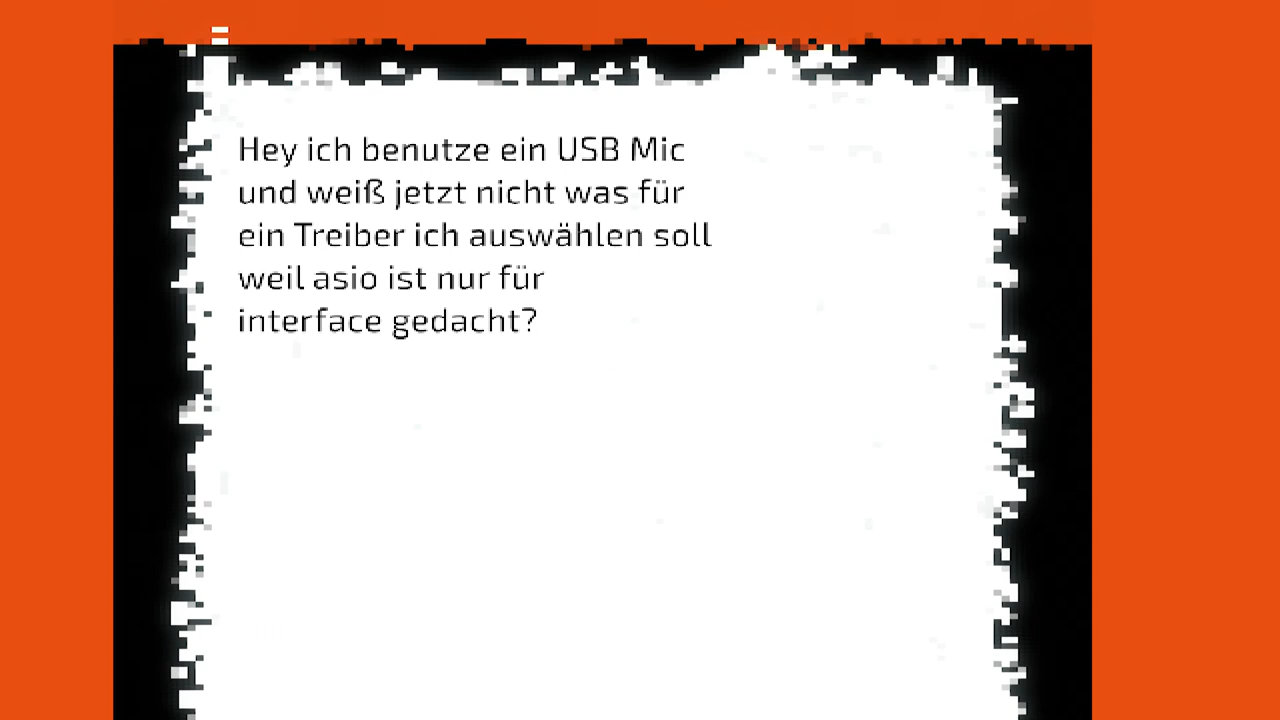 Hey ich benutze ein USB Mic
und weiß jetzt nicht was für
ein Treiber ich auswählen soll
weil asio ist nur für
interface gedacht?